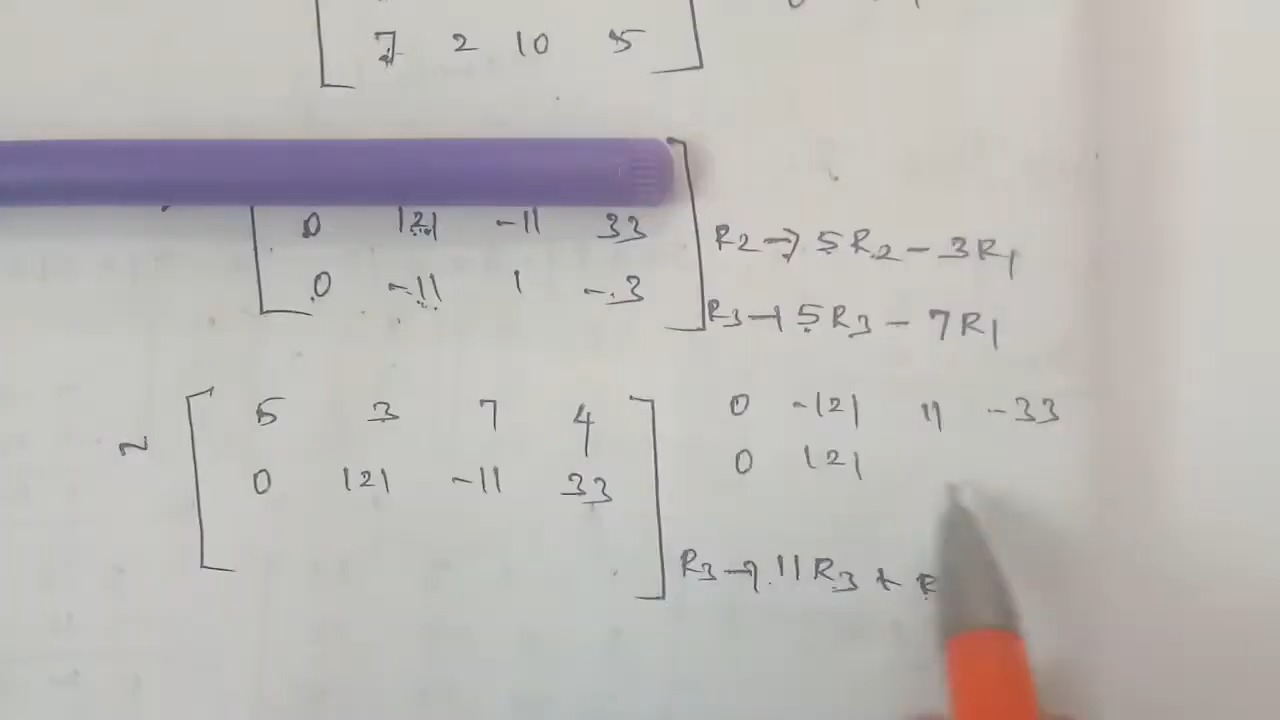 7 2 10 5
0 121 -11 33 R2 → 5R2 - 3R1
0 -11 1 -3 R3 → 5R3 - 7R1
~ 5 3 7 4 0 -121 11 -33
0 121 -11 33 0 121
R3 → 11R3 + R